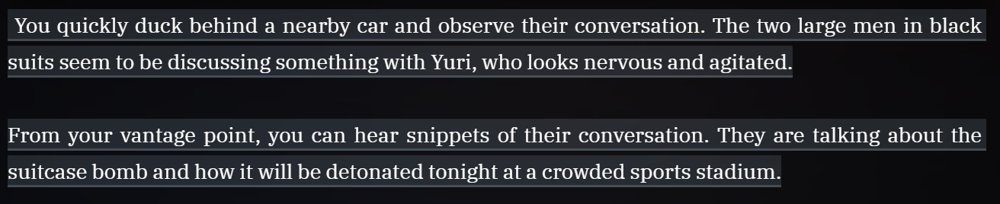 You quickly duck behind a nearby car and observe their conversation. The two large men in black
suits seem to be discussing something with Yuri, who looks nervous and agitated.
From your vantage point, you can hear snippets of their conversation. They are talking about the
suitcase bomb and how it will be detonated tonight at a crowded sports stadium.